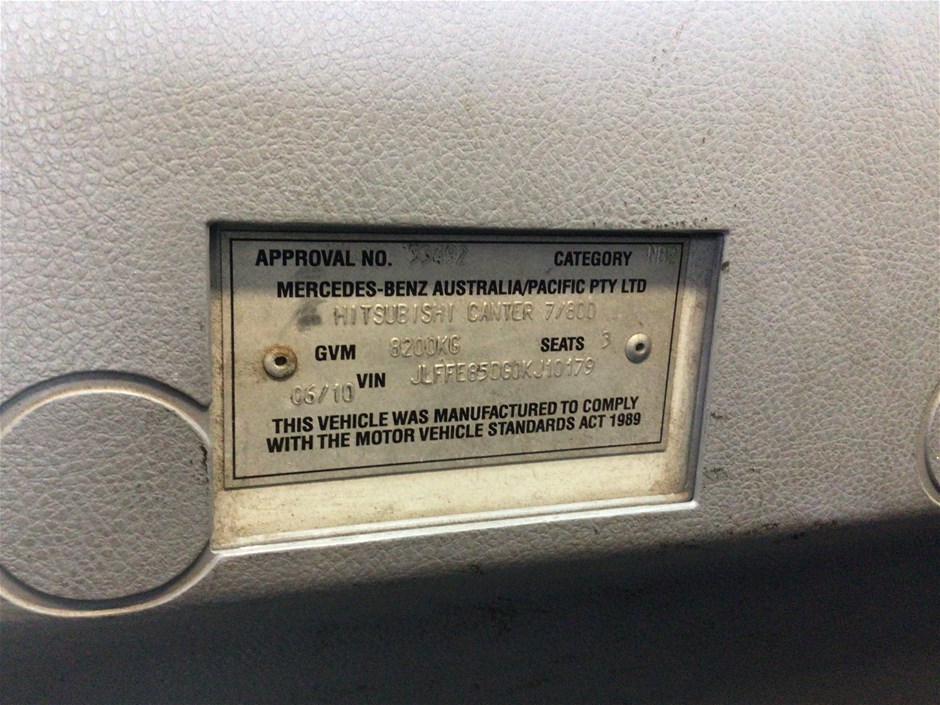 APPROVAL NO. 33492 CATEGORY NB2
MERCEDES-BENZ AUSTRALIA/PACIFIC PTY LTD
MITSUBISHI CANTER 7/800
GVM 8200KG SEATS 3
06/10 VIN JLFFE85DG0KJ10179
THIS VEHICLE WAS MANUFACTURED TO COMPLY
WITH THE MOTOR VEHICLE STANDARDS ACT 1989